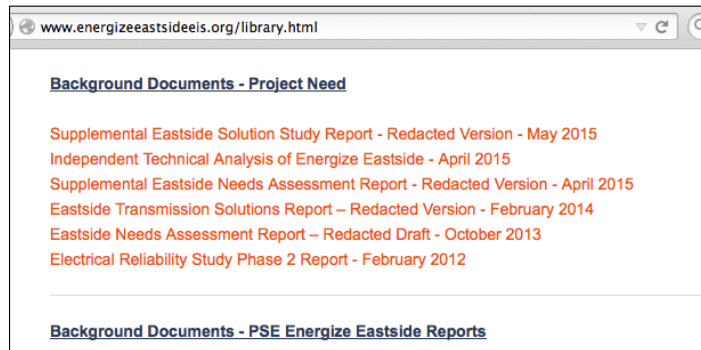 www.energizeeastsideeis.org/library.html
Background Documents - Project Need
Supplemental Eastside Solution Study Report - Redacted Version - May 2015
Independent Technical Analysis of Energize Eastside - April 2015
Supplemental Eastside Needs Assessment Report - Redacted Version - April 2015
Eastside Transmission Solutions Report – Redacted Version - February 2014
Eastside Needs Assessment Report – Redacted Draft - October 2013
Electrical Reliability Study Phase 2 Report - February 2012
Background Documents - PSE Energize Eastside Reports